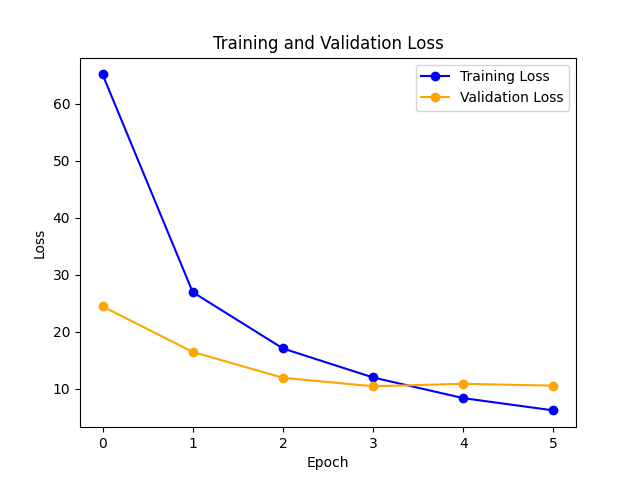 Training and Validation Loss
Training Loss
Validation Loss
Loss
60
50
40
30
20
10
0 1 2 3 4 5
Epoch